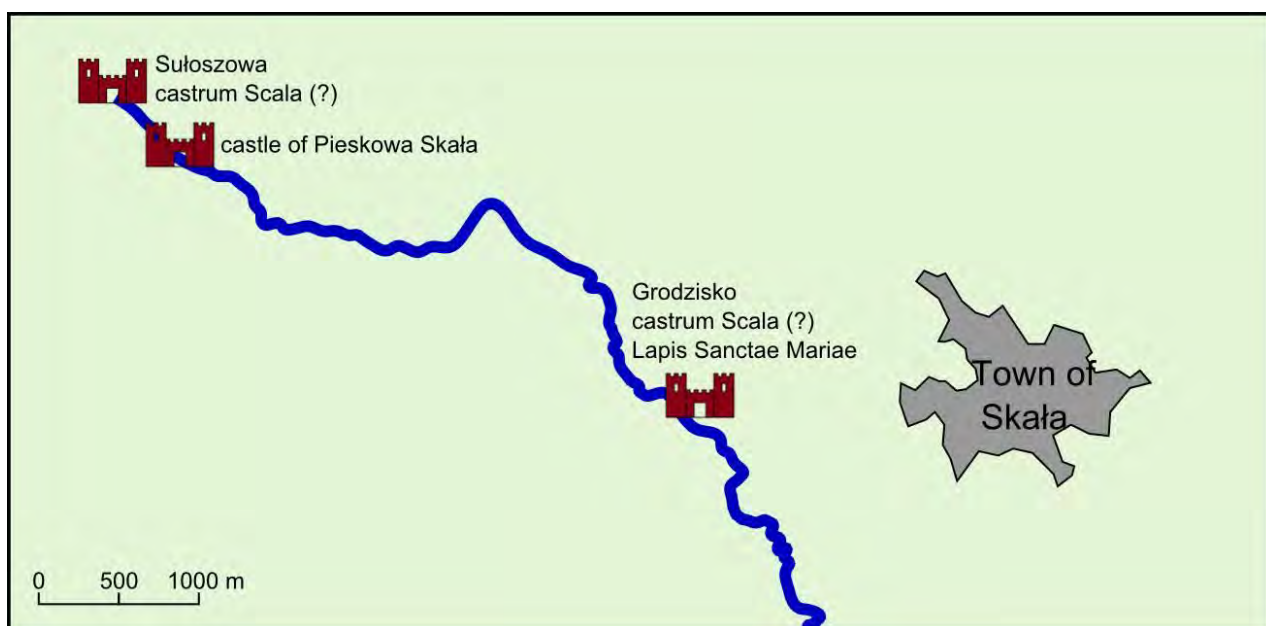 Sułoszowa
castrum Scala (?)
castle of Pieskowa Skała
Grodzisko
castrum Scala (?)
Lapis Sanctae Mariae
Town of
Skała
0 500 1000 m